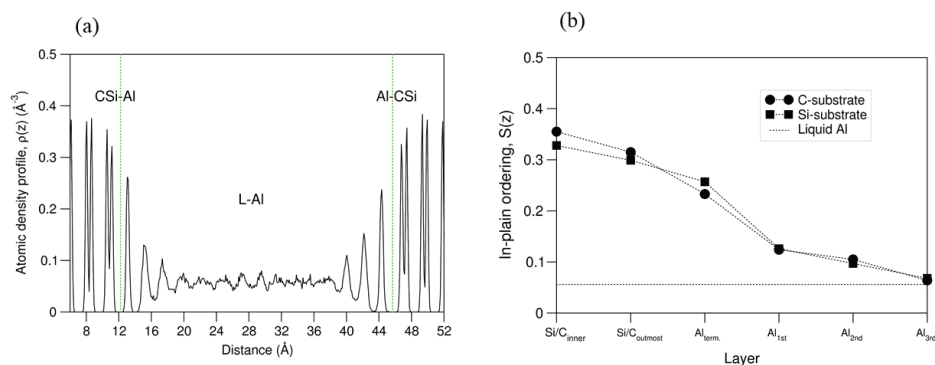 (a)
0.5
0.4
0.3
0.2
0.1
0
Atomic density profile, ρ(z) (Å⁻³)
CSi-Al
Al-CSi
L-Al
8 12 16 20 24 28 32 36 40 44 48 52
Distance (Å)
(b)
0.5
0.4
0.3
0.2
0.1
0
In-plain ordering, S(z)
C-substrate
Si-substrate
Liquid Al
Si/C_inner Si/C_outmost Al_term. Al_1st Al_2nd Al_3rd
Layer